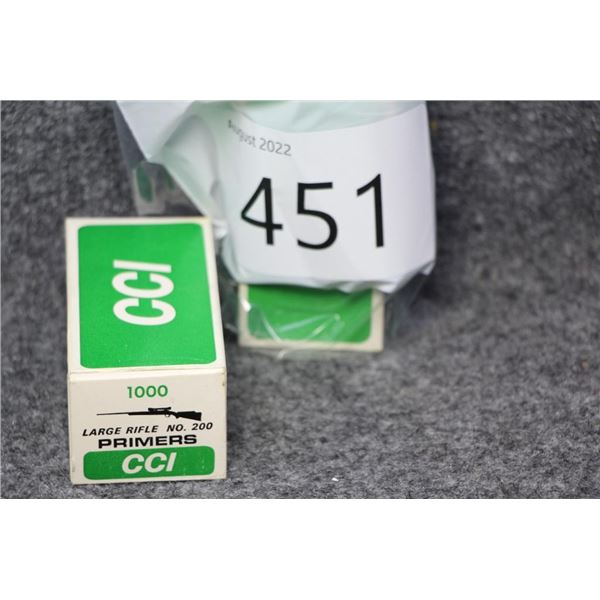 August 2022
451
CCI
1000
LARGE RIFLE NO. 200
PRIMERS
CCI